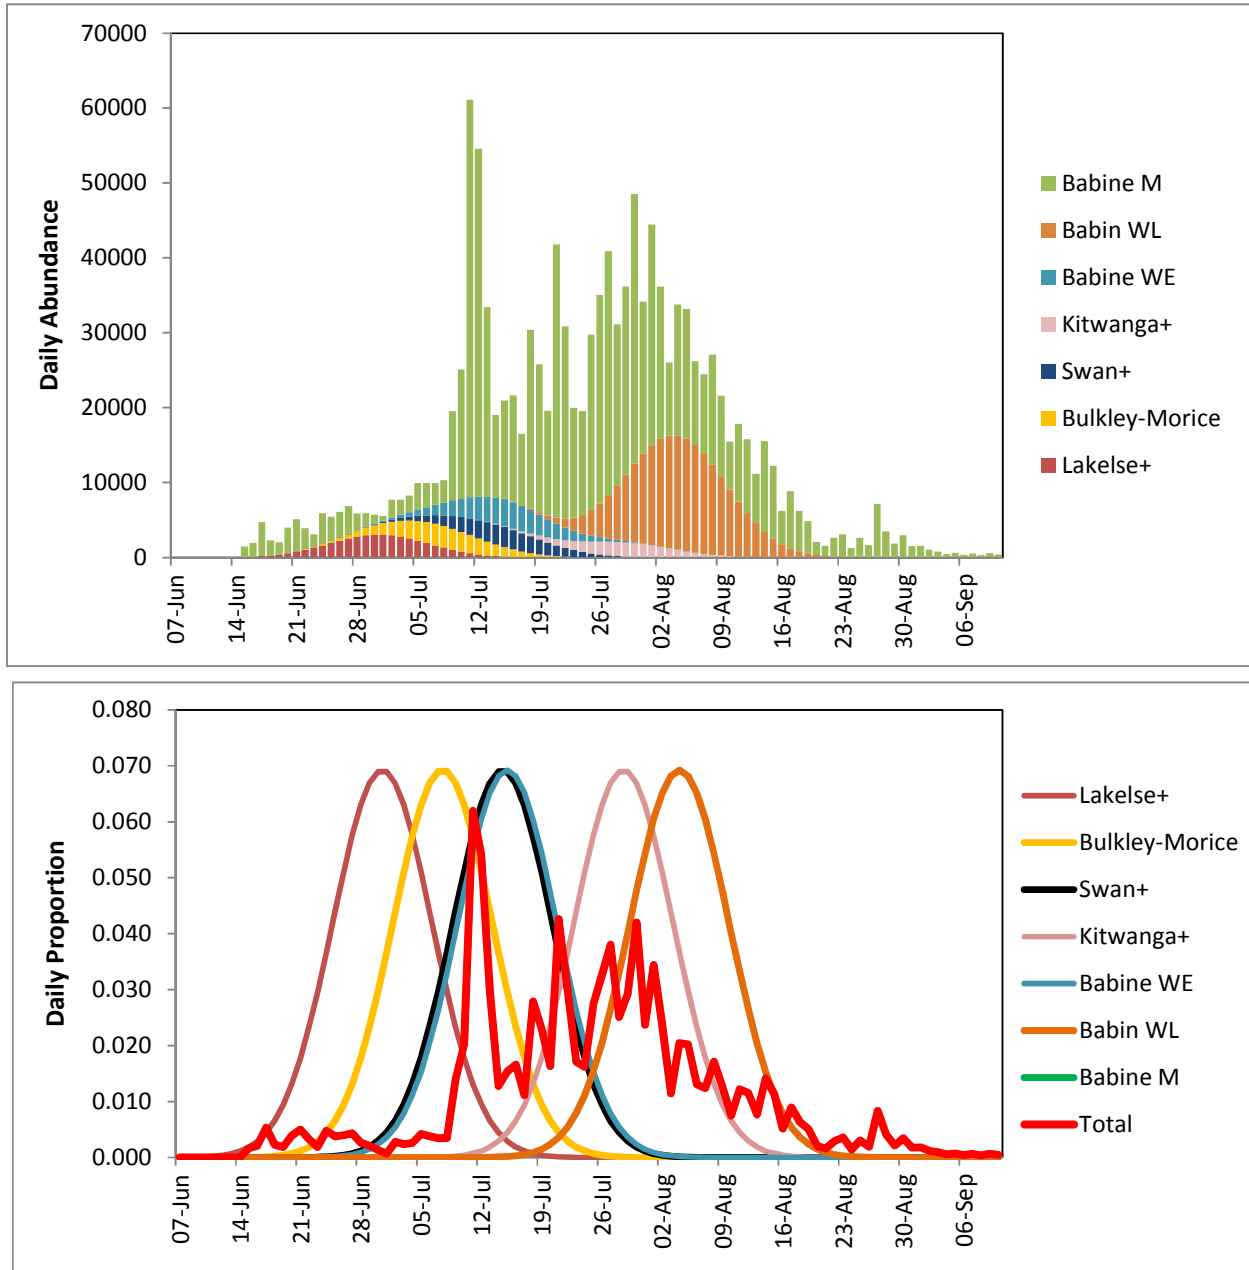 70000
60000
50000
40000
30000
20000
10000
0
Daily Abundance
07-Jun
14-Jun
21-Jun
28-Jun
05-Jul
12-Jul
19-Jul
26-Jul
02-Aug
09-Aug
16-Aug
23-Aug
30-Aug
06-Sep
Babine M
Babin WL
Babine WE
Kitwanga+
Swan+
Bulkley-Morice
Lakelse+
0.080
0.070
0.060
0.050
0.040
0.030
0.020
0.010
0.000
Daily Proportion
07-Jun
14-Jun
21-Jun
28-Jun
05-Jul
12-Jul
19-Jul
26-Jul
02-Aug
09-Aug
16-Aug
23-Aug
30-Aug
06-Sep
Lakelse+
Bulkley-Morice
Swan+
Kitwanga+
Babine WE
Babin WL
Babine M
Total